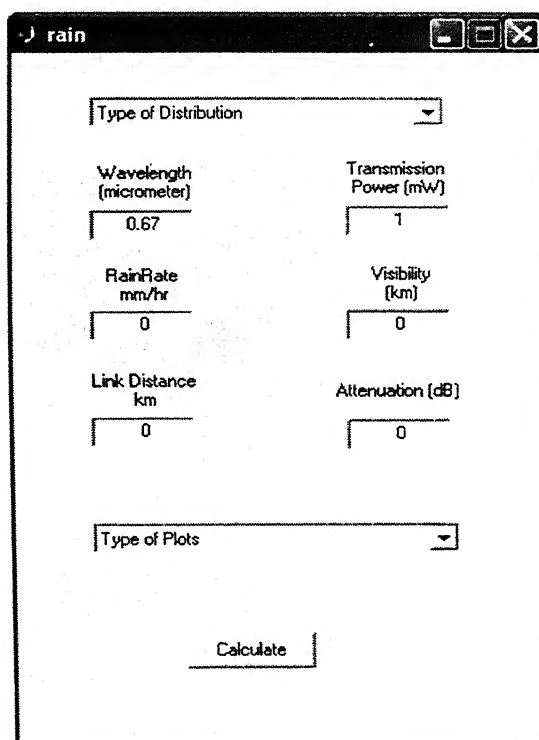 rain
Type of Distribution
Wavelength
(micrometer)
0.67
Transmission
Power (mW)
1
RainRate
mm/hr
0
Visibility
(km)
0
Link Distance
km
0
Attenuation (dB)
0
Type of Plots
Calculate